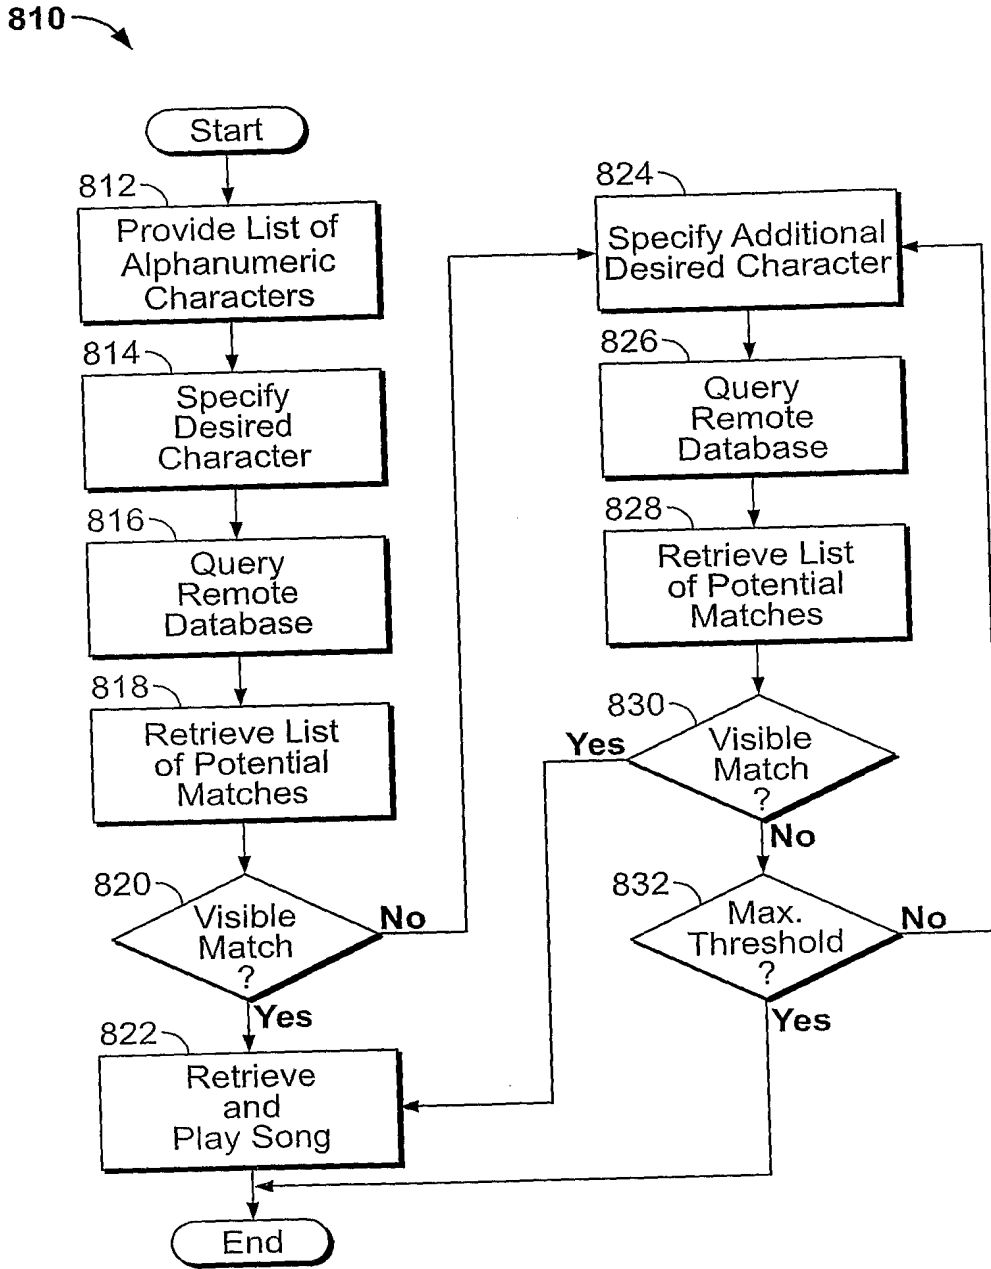 810
Start
812
Provide List of
Alphanumeric
Characters
814
Specify
Desired
Character
816
Query
Remote
Database
818
Retrieve List
of Potential
Matches
820
Visible
Match
?
No
Yes
822
Retrieve
and
Play Song
End
824
Specify Additional
Desired Character
826
Query
Remote
Database
828
Retrieve List
of Potential
Matches
830
Visible
Match
?
Yes
No
832
Max.
Threshold
?
No
Yes